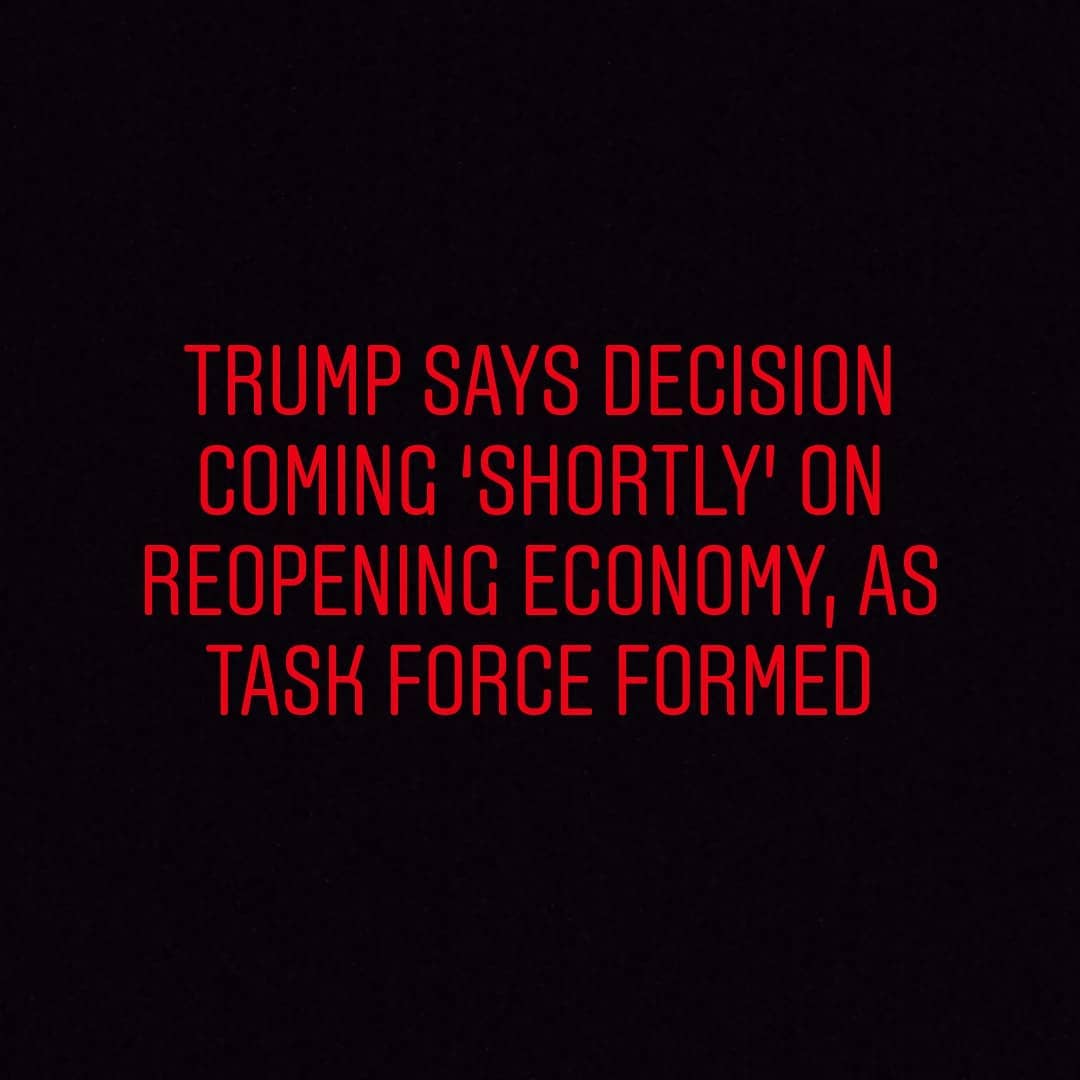 TRUMP SAYS DECISION
COMING 'SHORTLY' ON
REOPENING ECONOMY, AS
TASK FORCE FORMED